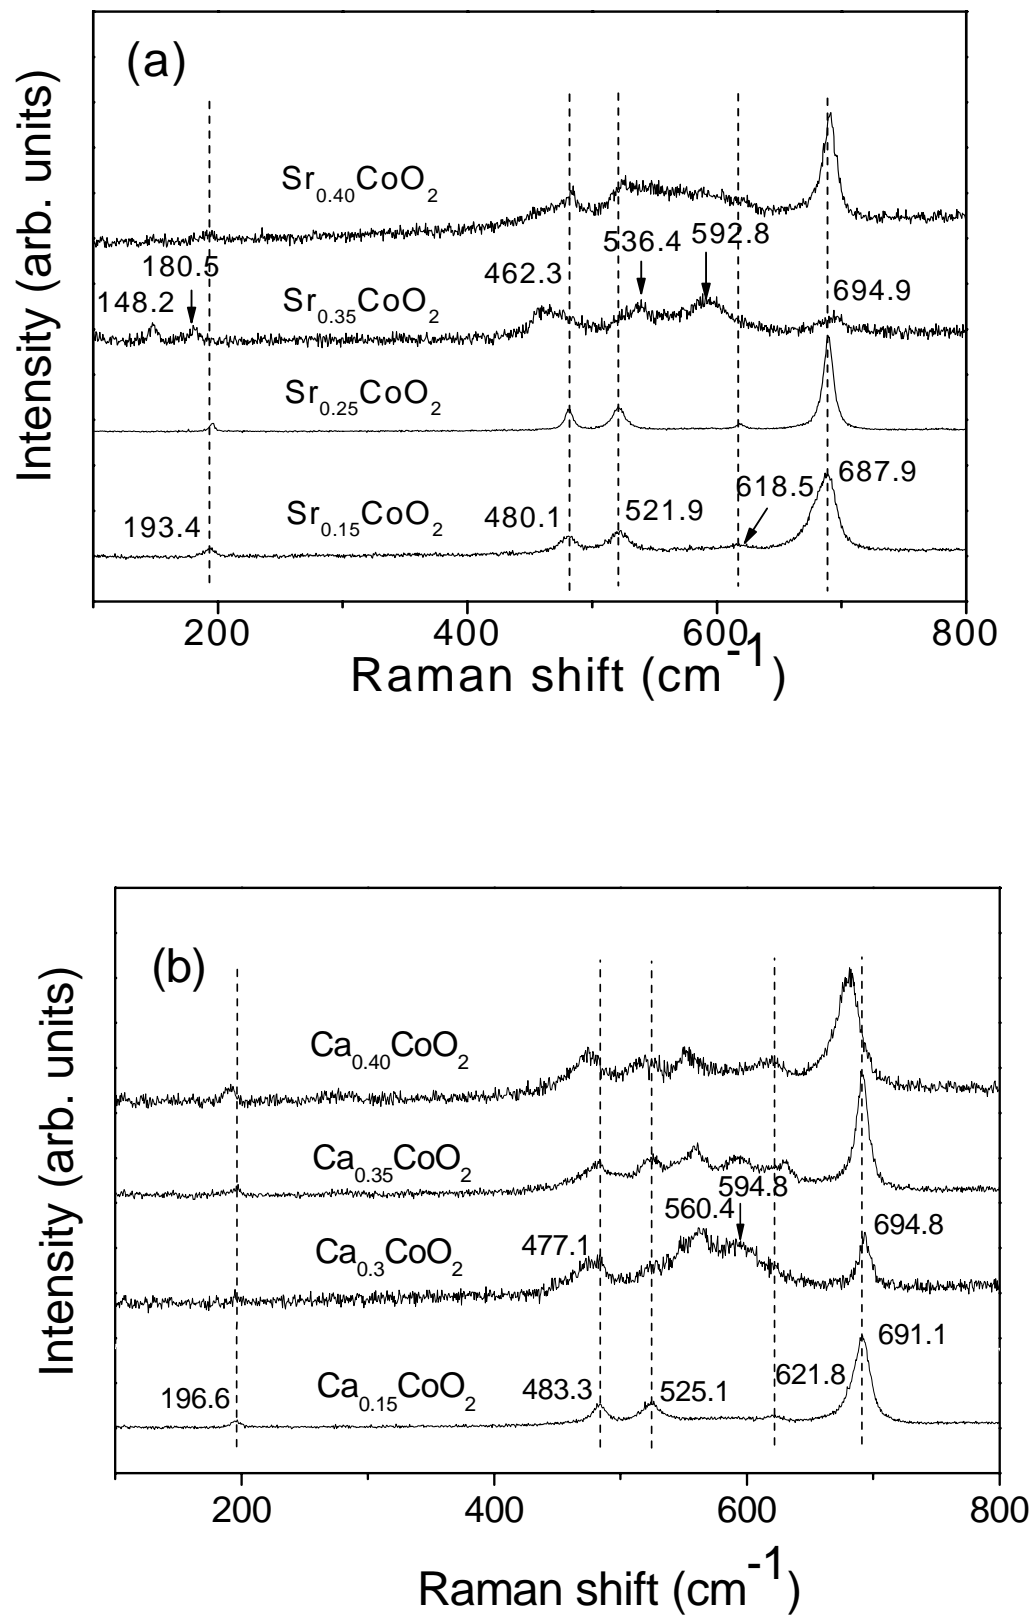 (a)
Intensity (arb. units)
Sr0.40CoO2
536.4 592.8
180.5
462.3
148.2
Sr0.35CoO2
694.9
Sr0.25CoO2
687.9
618.5
193.4
Sr0.15CoO2
480.1
521.9
200 400 600 800
Raman shift (cm-1)
(b)
Intensity (arb. units)
Ca0.40CoO2
Ca0.35CoO2
594.8
560.4
694.8
477.1
Ca0.3CoO2
691.1
621.8
196.6
Ca0.15CoO2
483.3
525.1
200 400 600 800
Raman shift (cm-1)